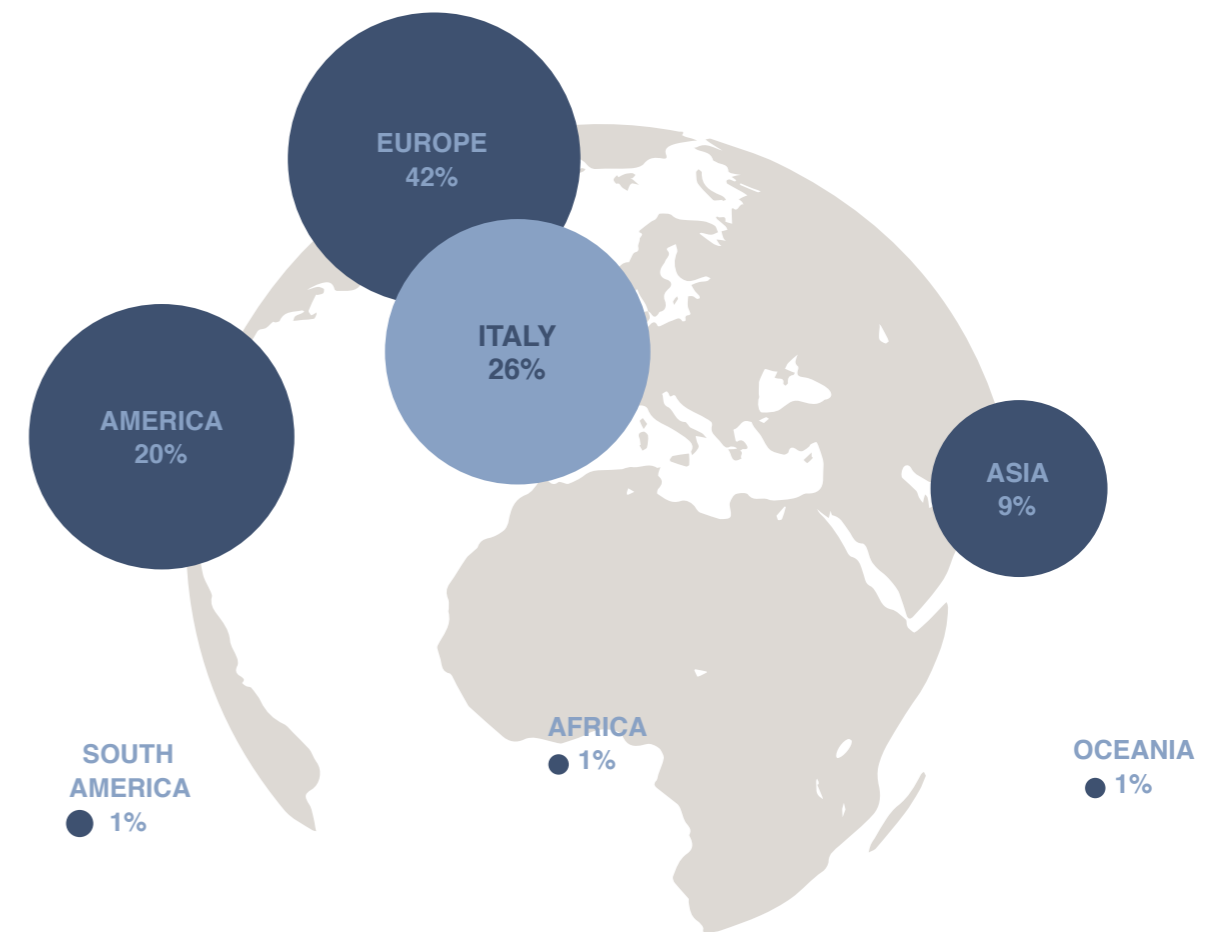 EUROPE
42%
ITALY
26%
AMERICA
20%
ASIA
9%
SOUTH
AMERICA
1%
AFRICA
1%
OCEANIA
1%